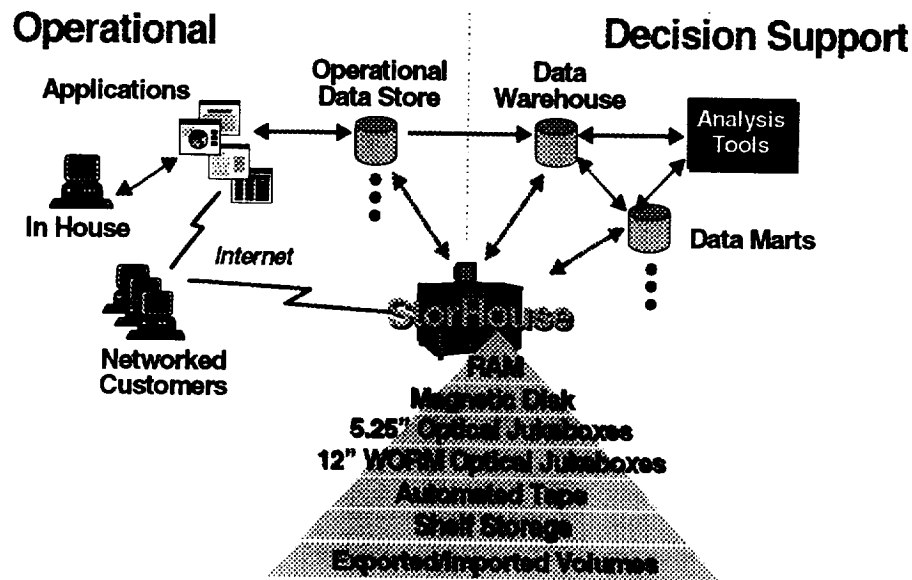 Operational
Decision Support
Applications
Operational
Data Store
Data
Warehouse
Analysis
Tools
In House
Internet
Data Marts
Networked
Customers
StorHouse
RAM
Magnetic Disk
5.25" Optical Jukeboxes
12" WORM Optical Jukeboxes
Automated Tape
Shelf Storage
Exported/Imported Volumes